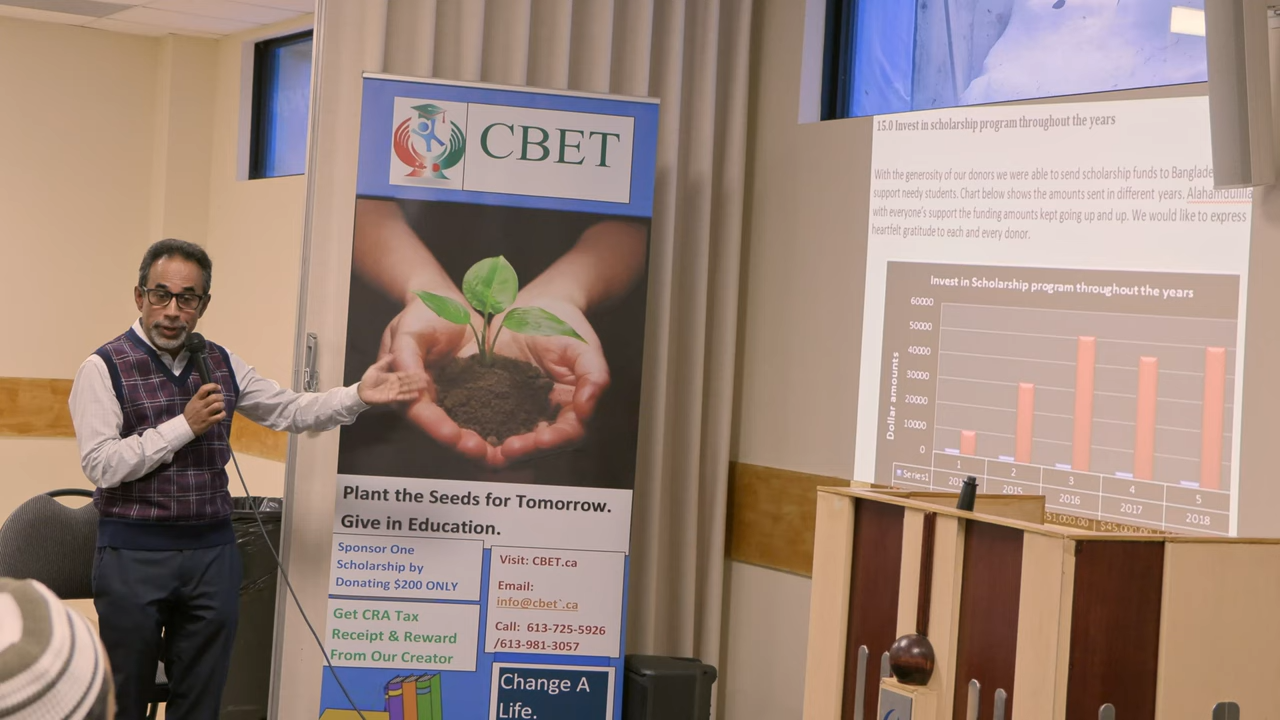 CBET
Plant the Seeds for Tomorrow.
Give in Education.
Sponsor One
Scholarship by
Donating $200 ONLY
Get CRA Tax
Receipt & Reward
From Our Creator
Visit: CBET.ca
Email:
info@cbet`.ca
Call: 613-725-5926
/613-981-3057
Change A
Life.
15.0 Invest in scholarship program throughout the years
With the generosity of our donors we were able to send scholarship funds to
support needy students. Chart below shows the amounts sent in different years.
with everyone's support the funding amounts kept going up and up. We would like to express
heartfelt gratitude to each and every donor.
Invest in Scholarship program throughout the years
60000
50000
40000
30000
20000
10000
0
Dollar amounts
1 2 3 4 5
Series1
2015 2016 2017 2018
$45,000.00